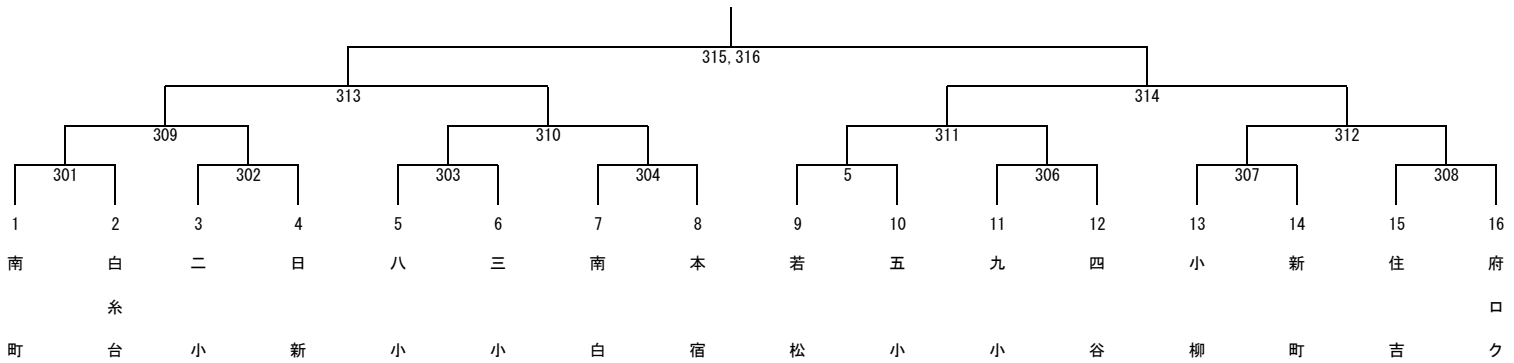 315,316
313 314
309 310 311 312
301 302 303 304 5 306 307 308
1 2 3 4 5 6 7 8 9 10 11 12 13 14 15 16
南町
白糸台
二小
日新
八小
三小
南白
本宿
若松
五小
九小
四谷
小柳
新町
住吉
府ロク